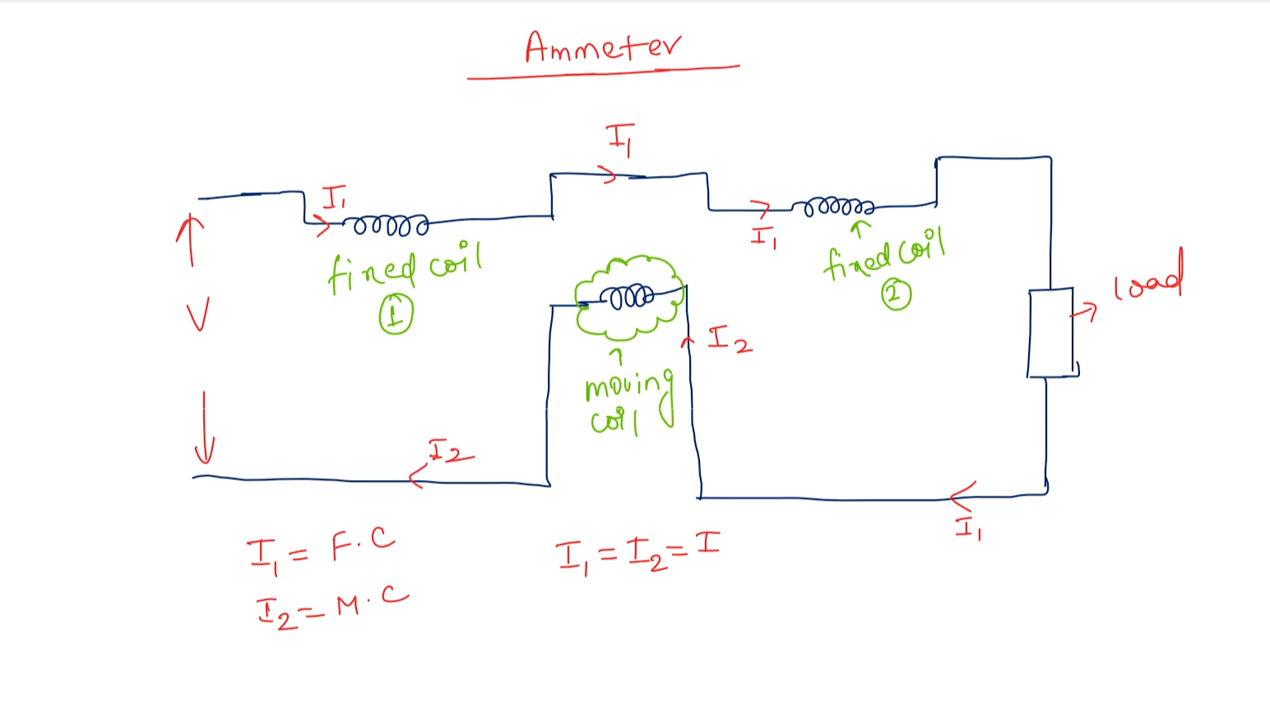 Ammeter
I₁
I₁
fixed coil
①
I₁
fixed coil
②
load
V
I₂
moving
coil
I₂
I₁
I₁ = F.C
I₂ = M.C
I₁ = I₂ = I